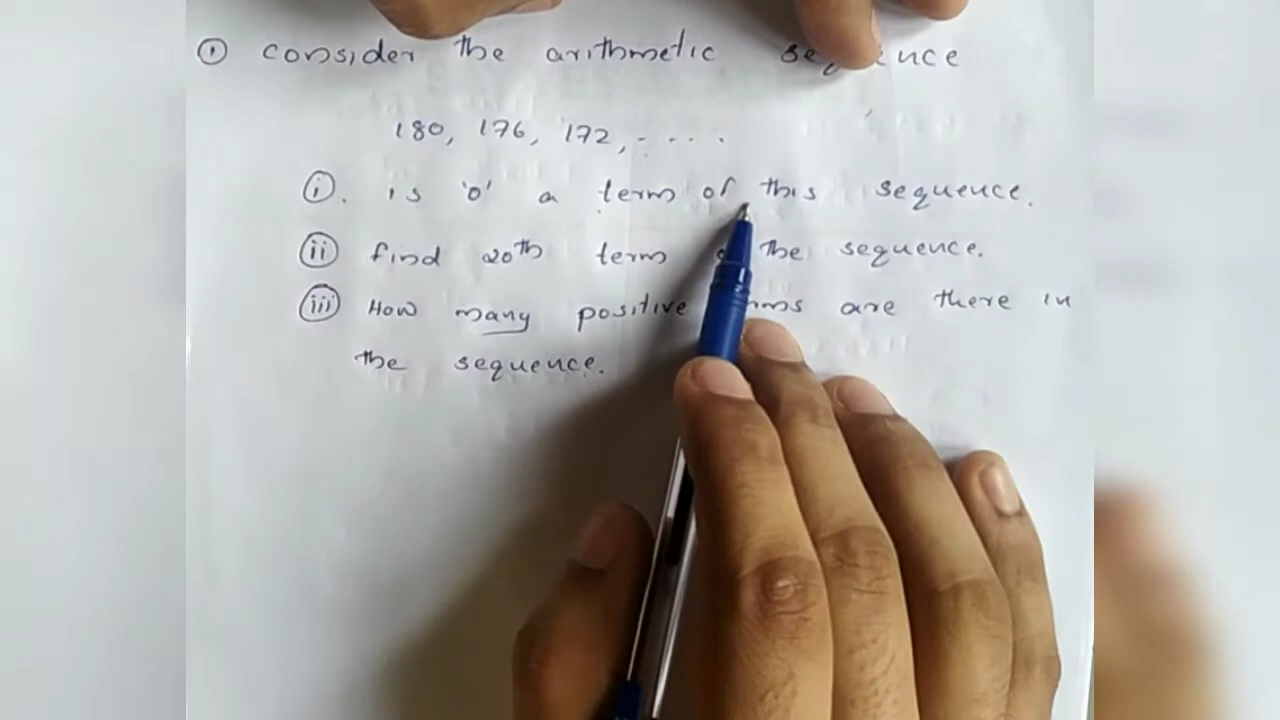 ① consider the arithmetic
180, 176, 172, - - - .
ⓘ. is 'o' a term of this sequence.
ⓘⓘ find 20th term the sequence.
ⓘⓘⓘ How many positive are there in
the sequence.